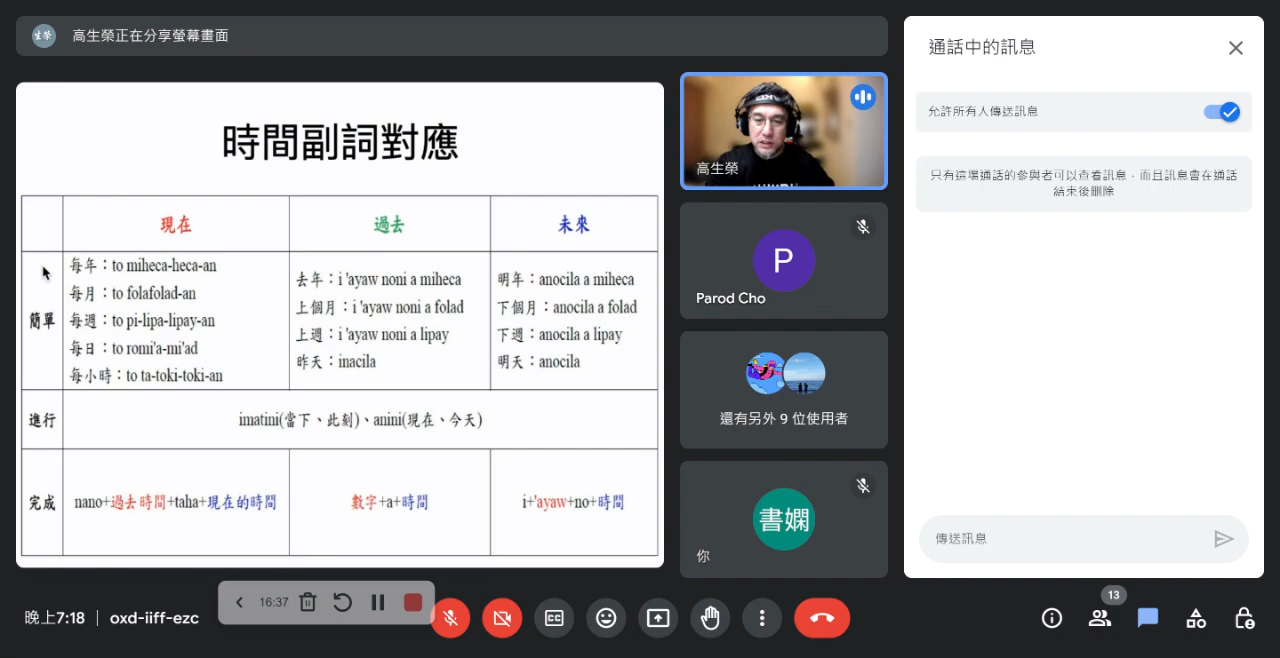 生榮
高生榮正在分享螢幕畫面
時間副詞對應
現在
過去
未來
簡單
每年：to miheca-heca-an
每月：to folafolad-an
每週：to pi-lipa-lipay-an
每日：to romi'a-mi'ad
每小時：to ta-toki-toki-an
去年：i 'ayaw noni a miheca
上個月：i 'ayaw noni a folad
上週：i 'ayaw noni a lipay
昨天：inacila
明年：anocila a miheca
下個月：anocila a folad
下週：anocila a lipay
明天：anocila
進行
imatini(當下、此刻)、anini(現在、今天)
完成
nano+過去時間+taha+現在的時間
數字+a+時間
i+'ayaw+no+時間
高生榮
P
Parod Cho
還有另外 9 位使用者
書嫻
你
通話中的訊息
允許所有人傳送訊息
只有這場通話的參與者可以查看訊息，而且訊息會在通話
結束後刪除
傳送訊息
晚上7:18
oxd-iiff-ezc
16:37
CC
13